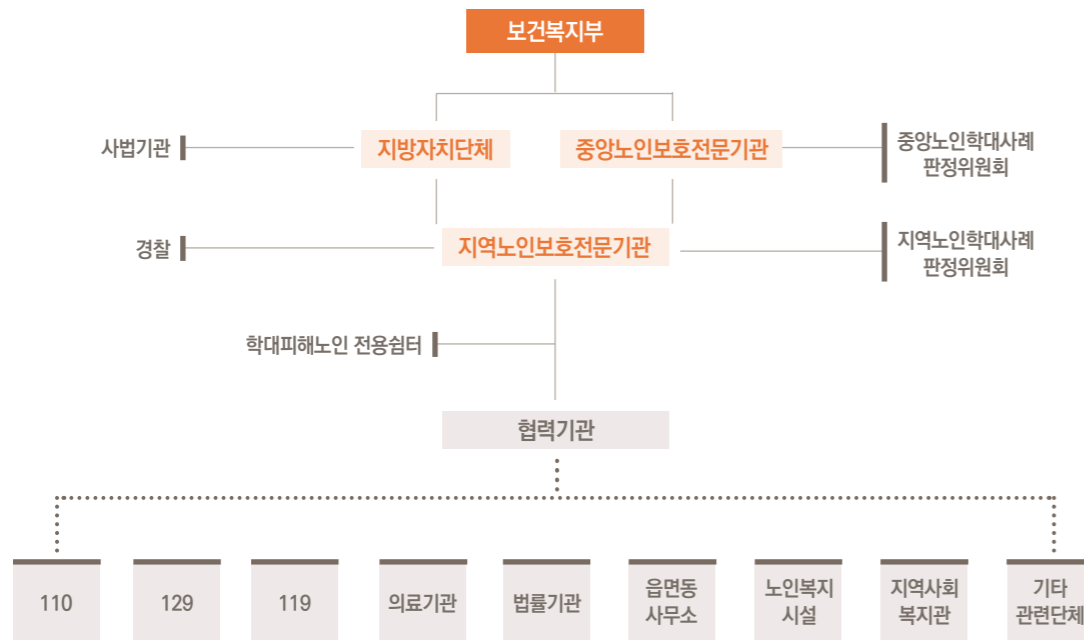 보건복지부
사법기관
지방자치단체
중앙노인보호전문기관
중앙노인학대사례
판정위원회
경찰
지역노인보호전문기관
지역노인학대사례
판정위원회
학대피해노인 전용쉼터
협력기관
110
129
119
의료기관
법률기관
읍면동
사무소
노인복지
시설
지역사회
복지관
기타
관련단체